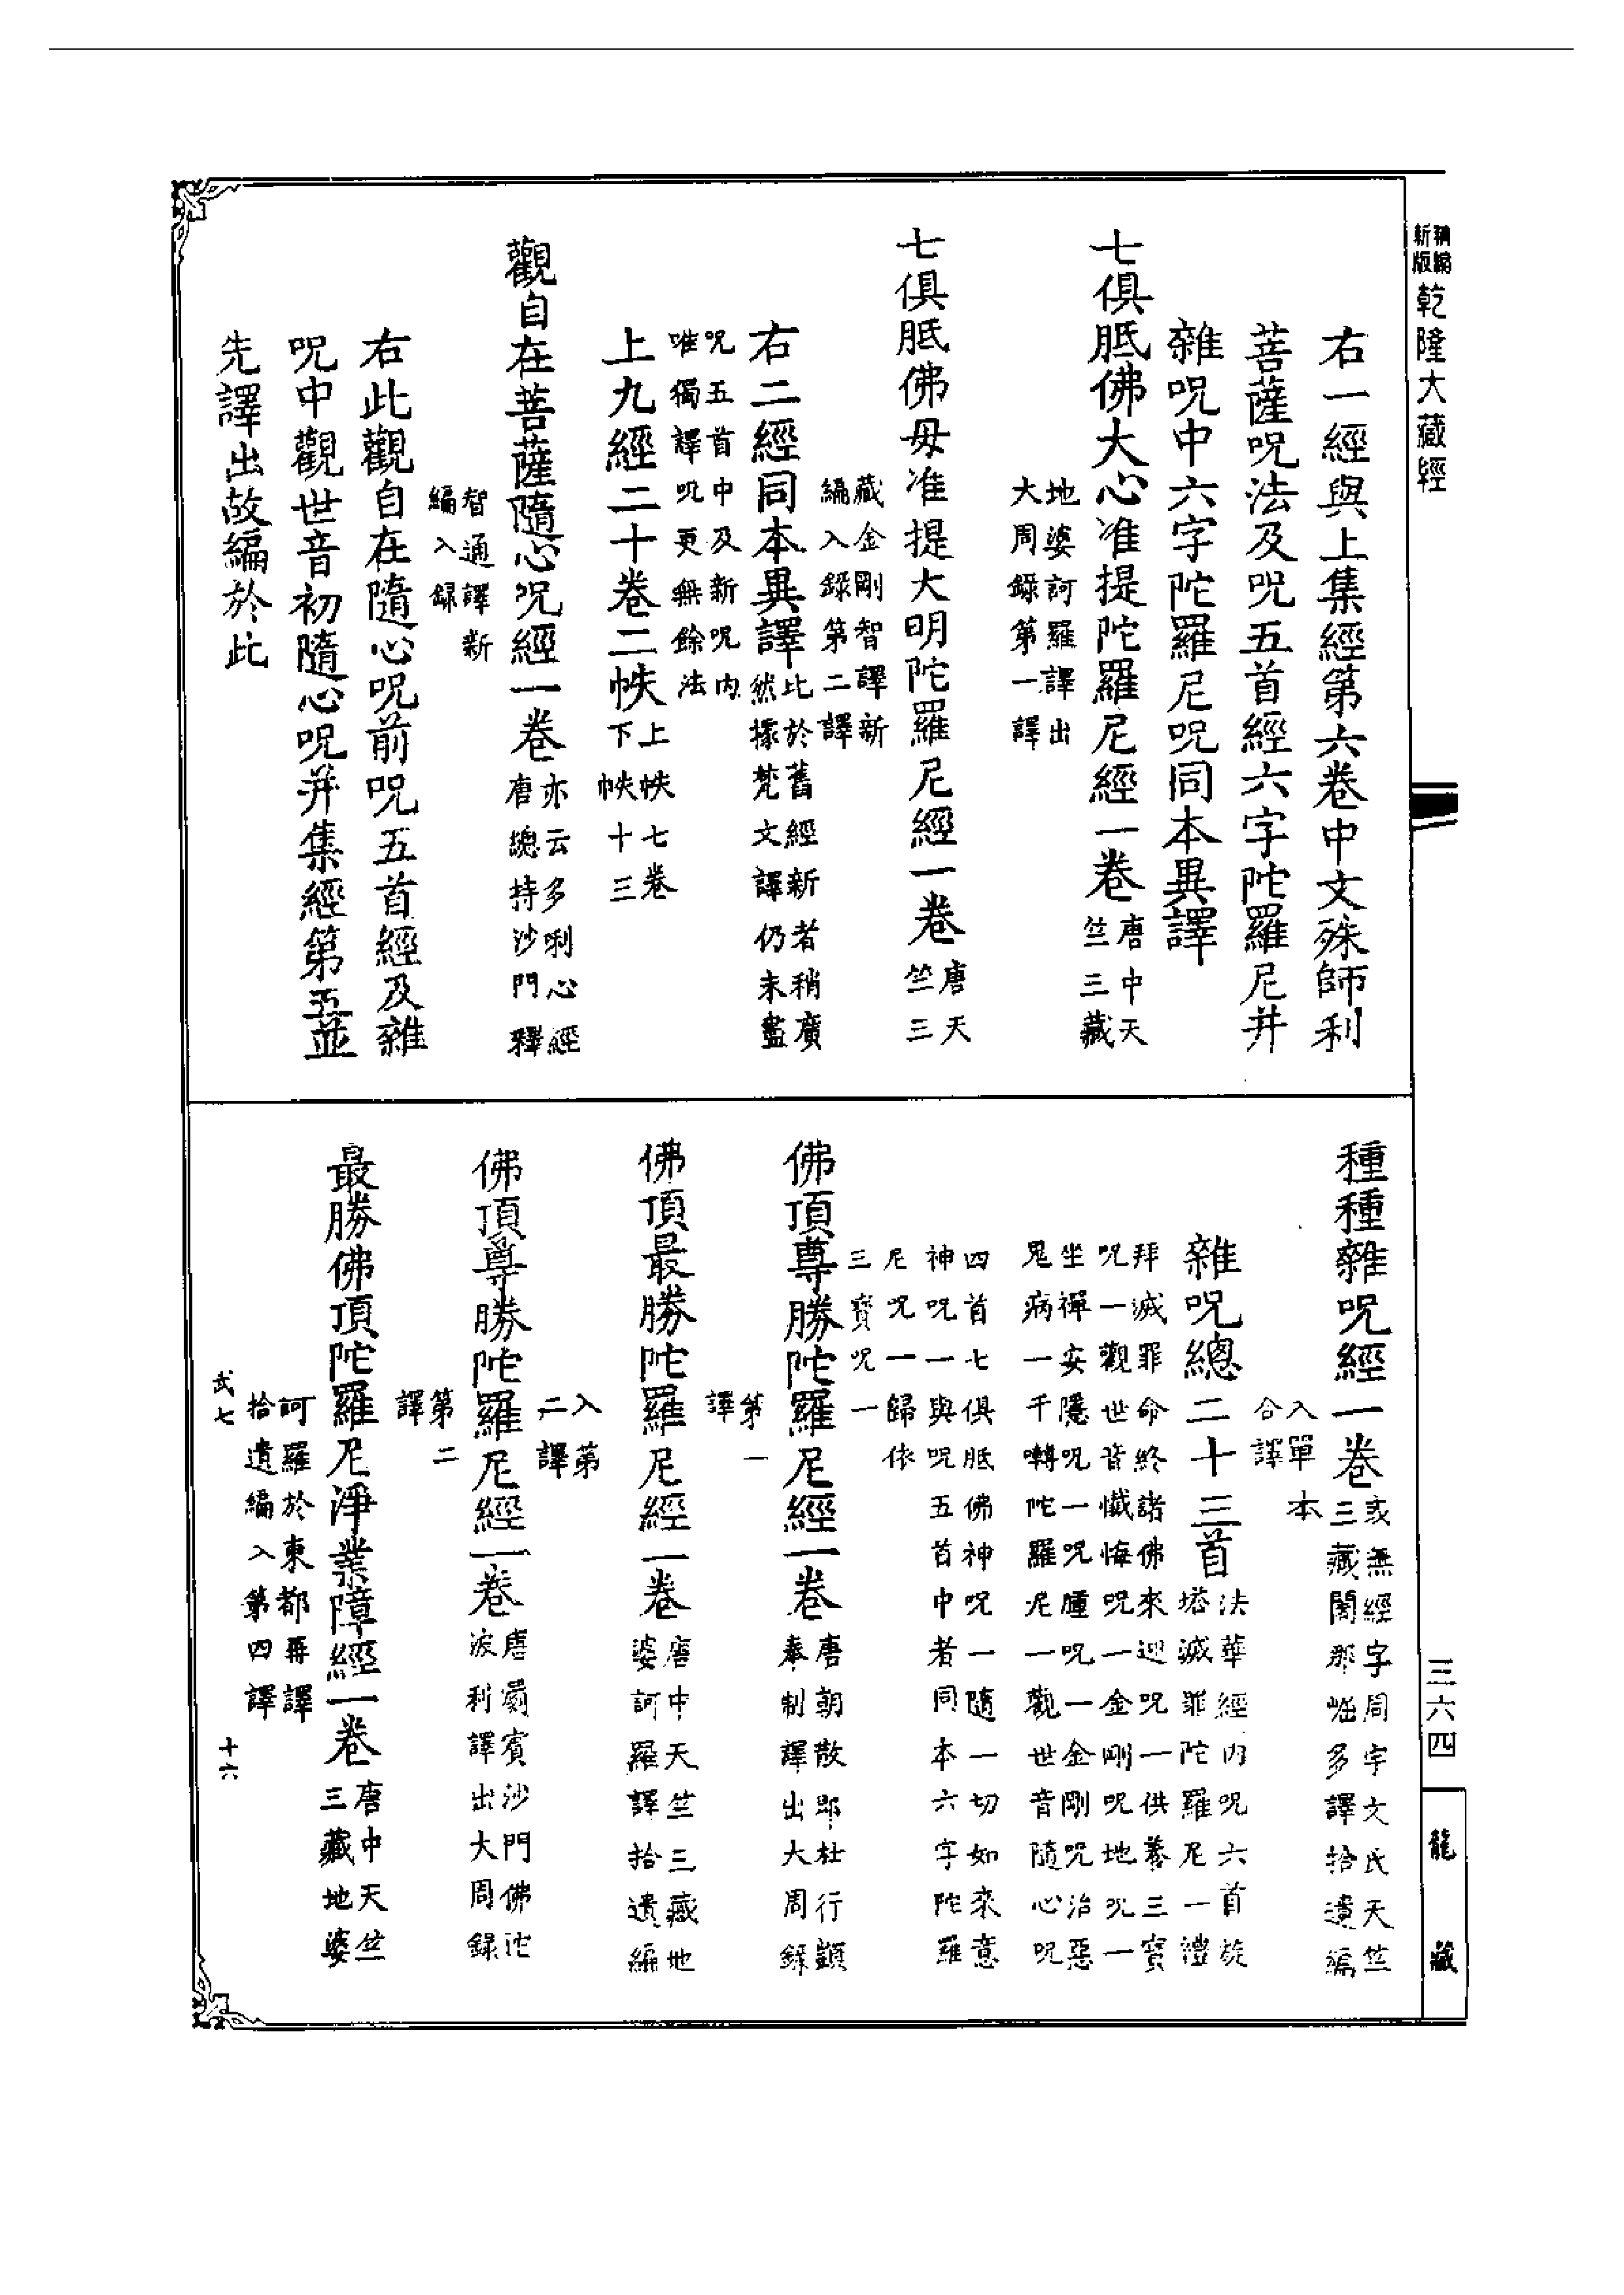 新版
乾隆大藏經
右一經與上集經第六卷中文殊師利
菩薩呪法及呪五首經六字陀羅尼并
雜呪中六字陀羅尼呪同本異譯
七俱胝佛大心准提陀羅尼經一卷
唐中天
竺三藏
地婆訶羅譯出
大周錄第一譯
七俱胝佛母准提大明陀羅尼經一卷
唐天
竺三
藏金剛智譯新
編入錄第二譯
右二經同本異譯
比於舊經新者稍廣
然據梵文譯仍未盡
呪五首中及新呪內
唯獨譯呪更無餘法
上九經二十卷二帙
上帙七卷
下帙十三
觀自在菩薩隨心呪經一卷
亦云多唎心經
唐總持沙門釋
智通譯新
編入錄
右此觀自在隨心呪前呪五首經及雜
呪中觀世音初隨心呪并集經第五並
先譯出故編於此
種種雜呪經一卷
或無經字周宇文氏天竺
三藏闍那崛多譯拾遺編
入單本
合譯
雜呪總二十三首
法華經內呪六首旋
塔滅罪陀羅尼一禮
拜滅罪命終諸佛來迎呪一供養三寶
呪一觀世音懺悔呪一金剛呪地呪一
坐禪安隱呪一呪腫呪一金剛呪治惡
鬼病一千囀陀羅尼一觀世音隨心呪
四首七俱胝佛神呪一隨一切如來意
神呪一與呪五首中者同本六字陀羅
尼呪一歸依
三寶呪一
佛頂尊勝陀羅尼經一卷
唐朝散郎杜行顗
奉制譯出大周錄
第一
譯
佛頂最勝陀羅尼經一卷
唐中天竺三藏地
婆訶羅譯拾遺編
入第
二譯
佛頂尊勝陀羅尼經一卷
唐罽賓沙門佛陀
波利譯出大周錄
第二
譯
最勝佛頂陀羅尼淨業障經一卷
唐中天竺
三藏地婆
訶羅於東都再譯
拾遺編入第四譯
武七
十六
三六四
龍藏